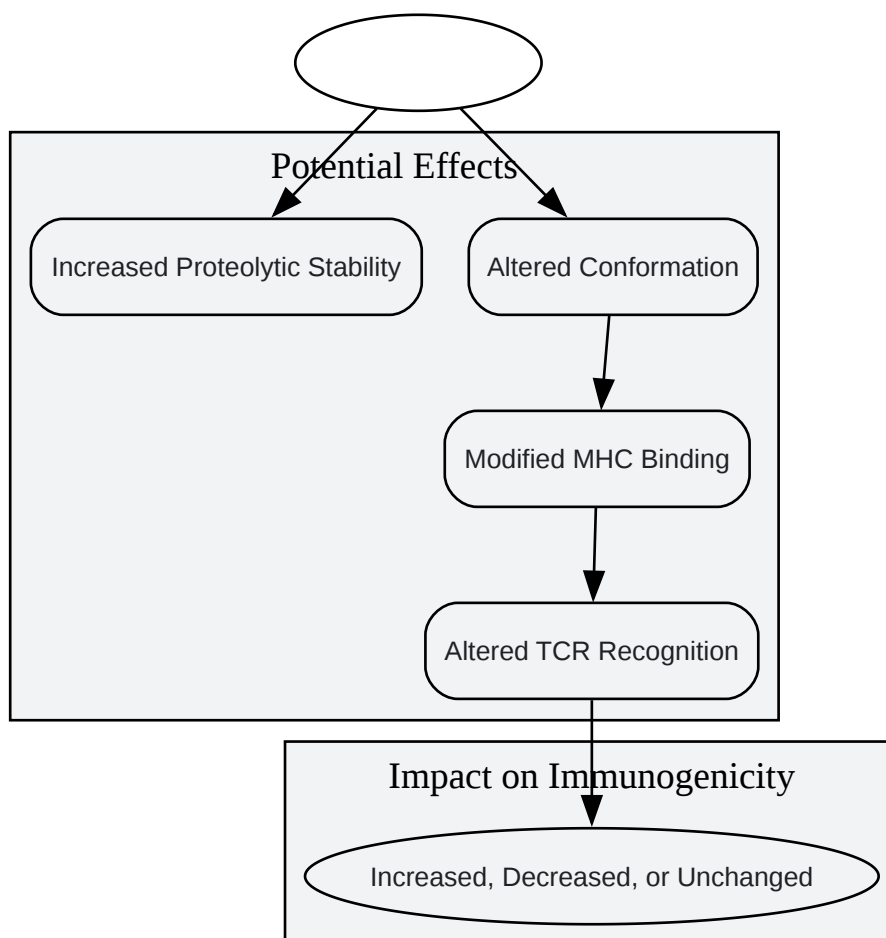 Potential Effects
Increased Proteolytic Stability
Altered Conformation
Modified MHC Binding
Altered TCR Recognition
Impact on Immunogenicity
Increased, Decreased, or Unchanged